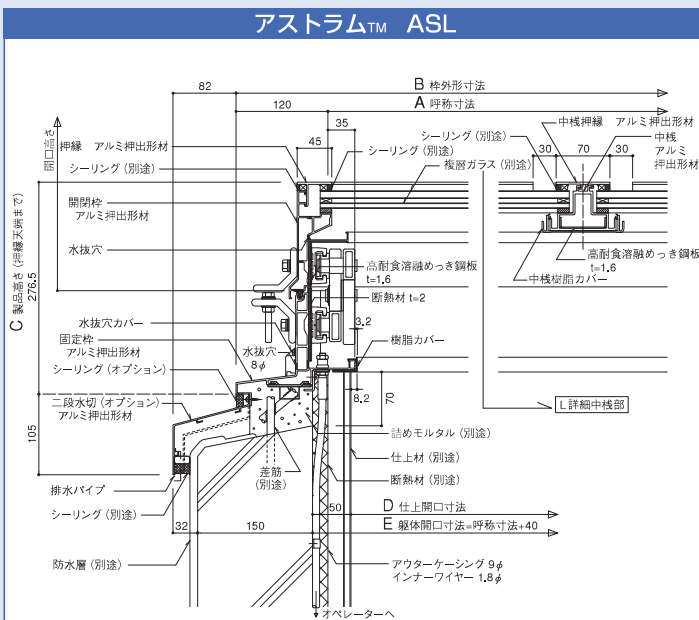 アストラム™ ASL
B 枠外形寸法
A 呼称寸法
82
120
35
45
開口高さ
押縁 アルミ押出形材
シーリング(別途)
開閉枠
アルミ押出形材
水抜穴
C 製品高さ(押縁天端まで)
276.5
105
水抜穴カバー
固定枠
アルミ押出形材
シーリング(オプション)
水抜穴
8φ
二段水切(オプション)
アルミ押出形材
排水パイプ
シーリング(別途)
差筋
(別途)
32
150
防水層(別途)
シーリング(別途)
複層ガラス(別途)
シーリング(別途)
中桟押縁 アルミ押出形材
中桟
アルミ
押出形材
30
70
30
高耐食溶融めっき鋼板
t=1.6
中桟樹脂カバー
高耐食溶融めっき鋼板
t=1.6
断熱材 t=2
3.2
樹脂カバー
8.2
70
L詳細中桟部
詰めモルタル(別途)
仕上材(別途)
断熱材(別途)
50
D 仕上開口寸法
E 躯体開口寸法=呼称寸法+40
アウターケーシング 9φ
インナーワイヤー 1.8φ
オペレーターへ